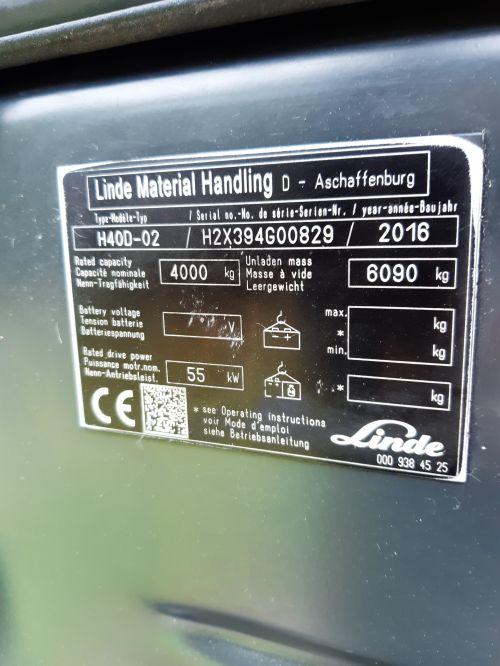 Linde Material Handling D - Aschaffenburg
Type-Modèle-Typ / Serial no.-No. de série-Serien-Nr. / year-année-Baujahr
H40D-02 / H2X394G00829 / 2016
Rated capacity
Capacité nominale
Nenn-Tragfähigkeit
4000 kg
Unladen mass
Masse à vide
Leergewicht
6090 kg
Battery voltage
Tension batterie
Batteriespannung
V
max. kg
*
min. kg
Rated drive power
Puissance motr.nom.
Nenn-Antriebsleist.
55 kW
* kg
CE
* see Operating instructions
voir Mode d'emploi
siehe Betriebsanleitung
Linde
000 938 45 25